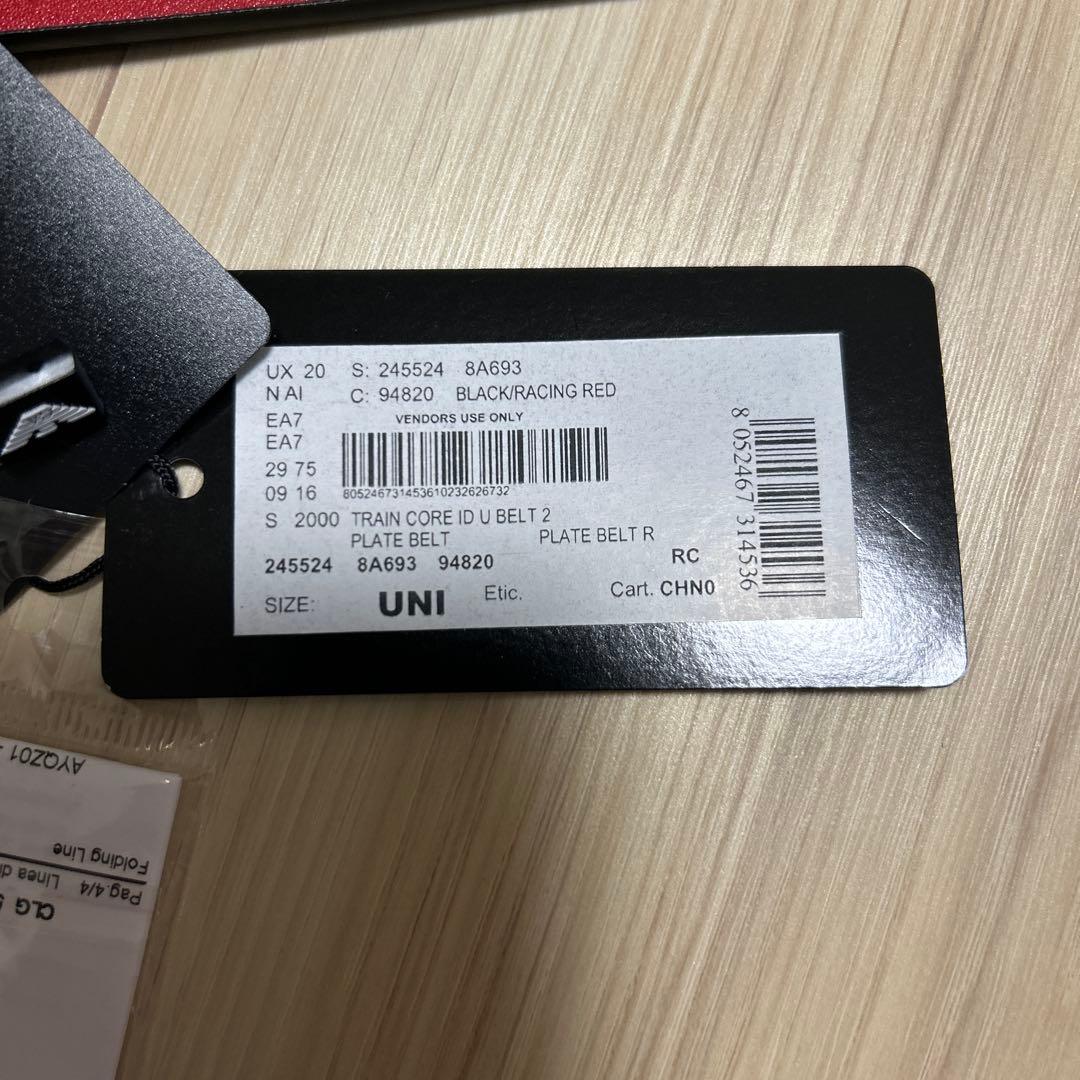 UX 20 S: 245524 8A693
N AI C: 94820 BLACK/RACING RED
EA7 VENDORS USE ONLY
EA7
29 75
09 16 805246731453610232626732
S 2000 TRAIN CORE ID U BELT 2
PLATE BELT PLATE BELT R
245524 8A693 94820 RC
SIZE: UNI Etic. Cart. CHN0
8 052467 314536
CLG
Pag.4/4 Linea
Folding Line
AYQZ01